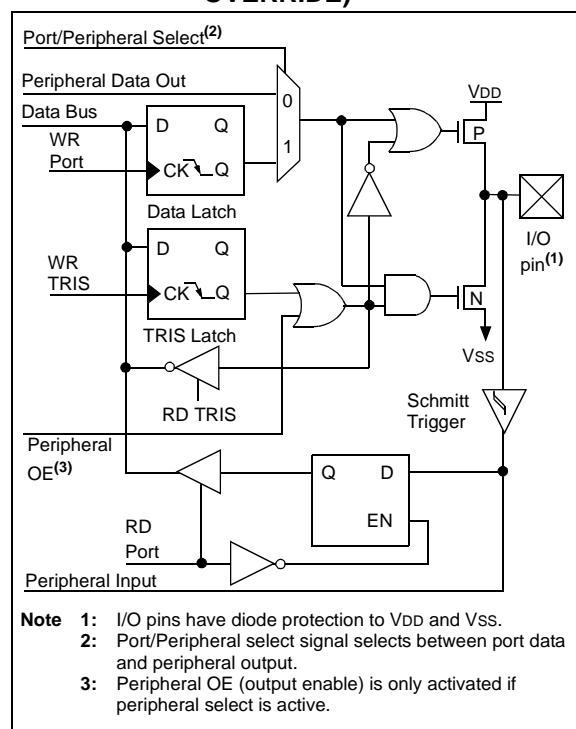 OVERRIDE)
Port/Peripheral Select(2)
Peripheral Data Out
Data Bus
WR
Port
D Q
CK Q
Data Latch
0
1
VDD
P
I/O
pin(1)
WR
TRIS
D Q
CK Q
TRIS Latch
N
VSS
RD TRIS
Schmitt
Trigger
Peripheral
OE(3)
Q D
EN
RD
Port
Peripheral Input
Note 1: I/O pins have diode protection to VDD and VSS.
2: Port/Peripheral select signal selects between port data
and peripheral output.
3: Peripheral OE (output enable) is only activated if
peripheral select is active.